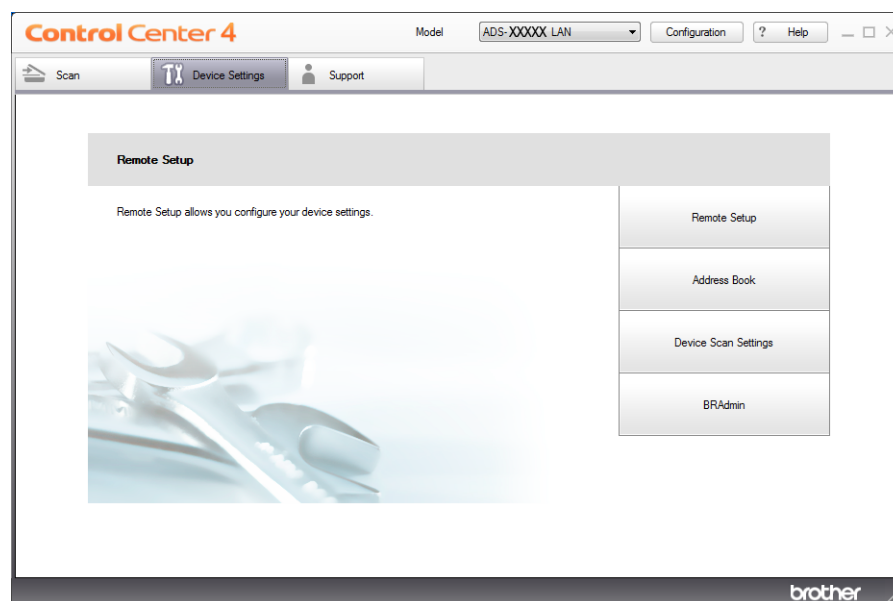 Control Center 4
Model
ADS-XXXXX LAN
Configuration
? Help
Scan
Device Settings
Support
Remote Setup
Remote Setup allows you configure your device settings.
Remote Setup
Address Book
Device Scan Settings
BRAdmin
brother